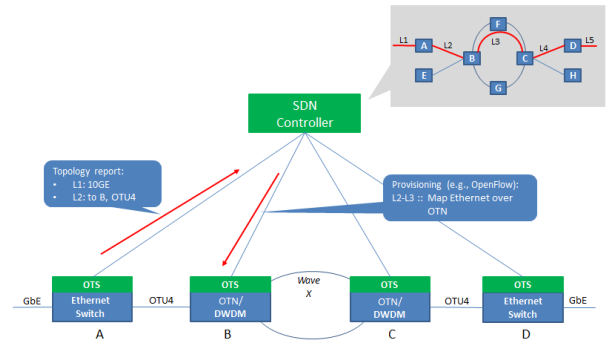 F
L1
A
L2
L3
L4
D
L5
B
C
E
G
H
SDN
Controller
Topology report:
• L1: 10GE
• L2: to B, OTU4
Provisioning (e.g., OpenFlow):
L2-L3 :: Map Ethernet over
OTN
Wave
X
OTS
OTS
OTS
OTS
GbE
Ethernet
Switch
OTU4
OTN/
DWDM
OTN/
DWDM
OTU4
Ethernet
Switch
GbE
A
B
C
D